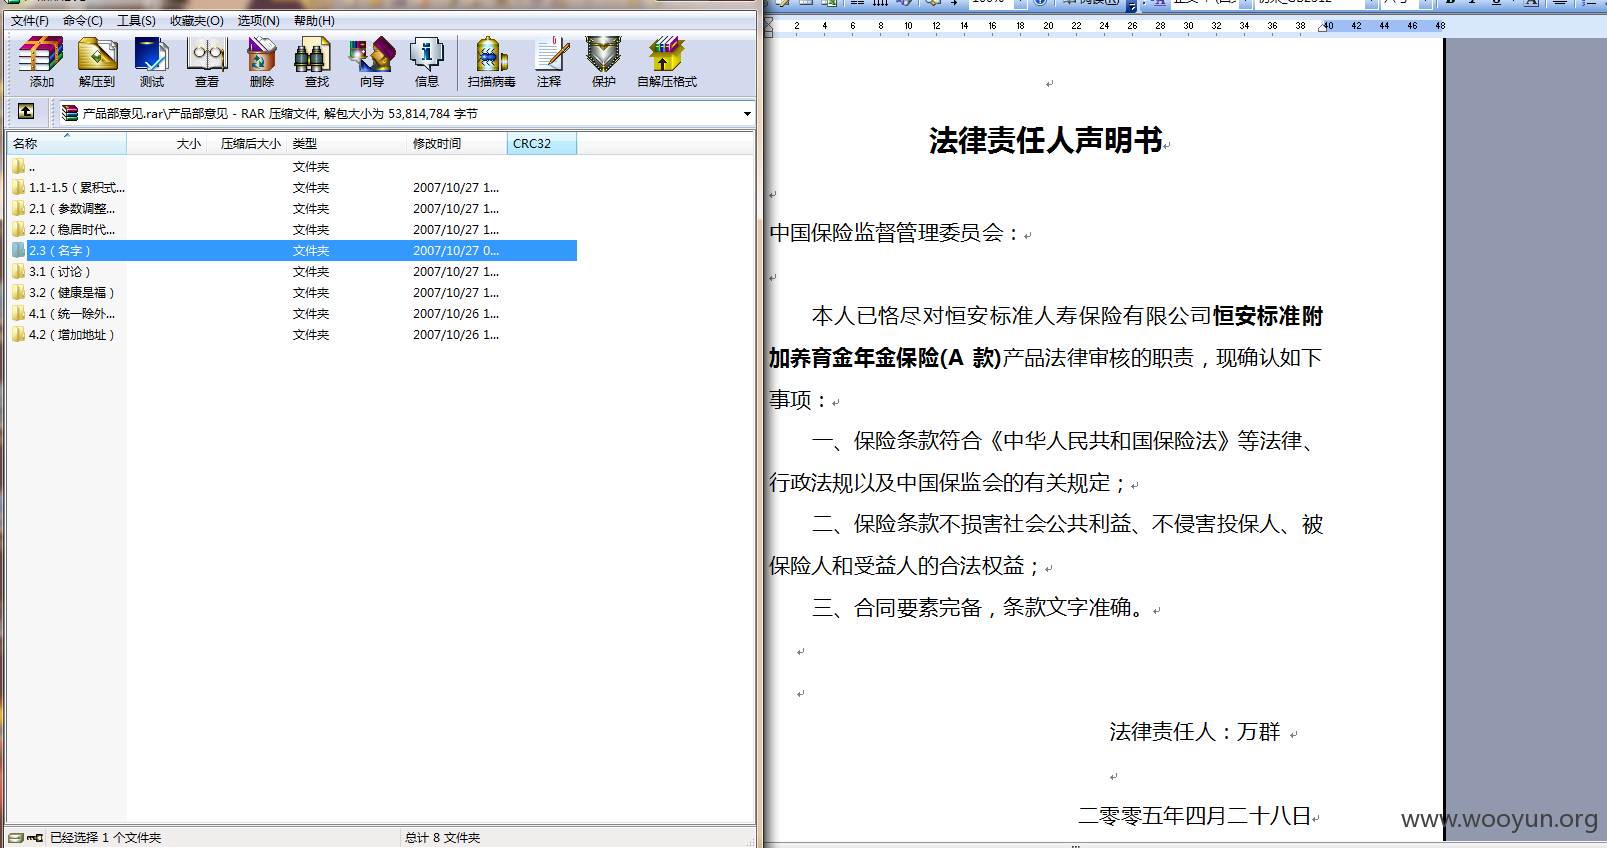 文件(F) 命令(C) 工具(S) 收藏夹(O) 选项(N) 帮助(H)
添加 解压到 测试 查看 删除 查找 向导 信息 扫描病毒 注释 保护 自解压格式
产品部意见.rar\产品部意见 - RAR 压缩文件, 解包大小为 53,814,784 字节
名称 大小 压缩后大小 类型 修改时间 CRC32
.. 文件夹
1.1-1.5（累积式... 文件夹 2007/10/27 1...
2.1（参数调整... 文件夹 2007/10/27 1...
2.2（稳居时代... 文件夹 2007/10/27 1...
2.3（名字） 文件夹 2007/10/27 0...
3.1（讨论） 文件夹 2007/10/27 1...
3.2（健康是福） 文件夹 2007/10/27 1...
4.1（统一除外... 文件夹 2007/10/26 1...
4.2（增加地址） 文件夹 2007/10/26 1...
已经选择 1 个文件夹 总计 8 文件夹
2 4 6 8 10 12 14 16 18 20 22 24 26 28 30 32 34 36 38 40 42 44 46 48
法律责任人声明书
中国保险监督管理委员会：
本人已恪尽对恒安标准人寿保险有限公司恒安标准附
加养育金年金保险(A 款)产品法律审核的职责，现确认如下
事项：
一、保险条款符合《中华人民共和国保险法》等法律、
行政法规以及中国保监会的有关规定；
二、保险条款不损害社会公共利益、不侵害投保人、被
保险人和受益人的合法权益；
三、合同要素完备，条款文字准确。
法律责任人：万群
二零零五年四月二十八日
www.wooyun.org